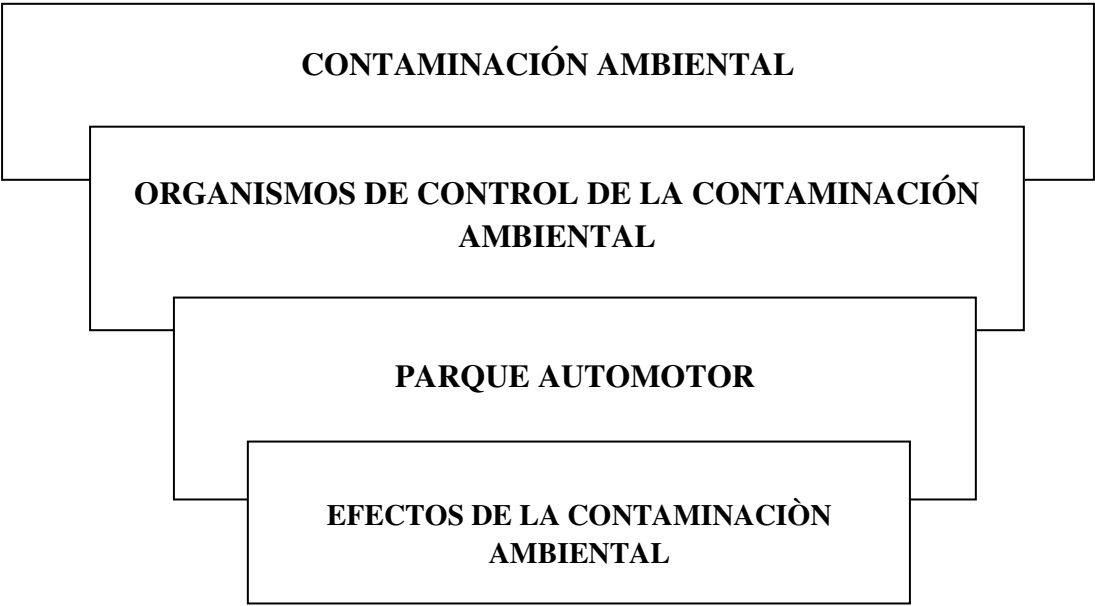 CONTAMINACIÓN AMBIENTAL
ORGANISMOS DE CONTROL DE LA CONTAMINACIÓN
AMBIENTAL
PARQUE AUTOMOTOR
EFECTOS DE LA CONTAMINACIÒN
AMBIENTAL